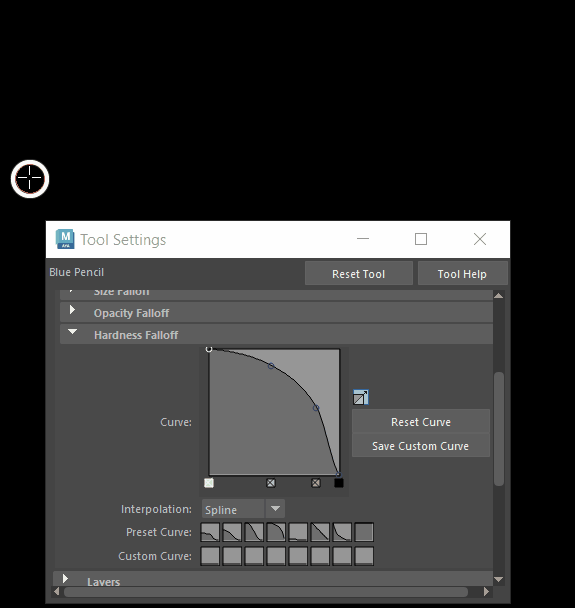 M
AYA
Tool Settings
Blue Pencil
Reset Tool
Tool Help
Size Falloff
Opacity Falloff
Hardness Falloff
Curve:
Reset Curve
Save Custom Curve
Interpolation:
Spline
Preset Curve:
Custom Curve:
Layers